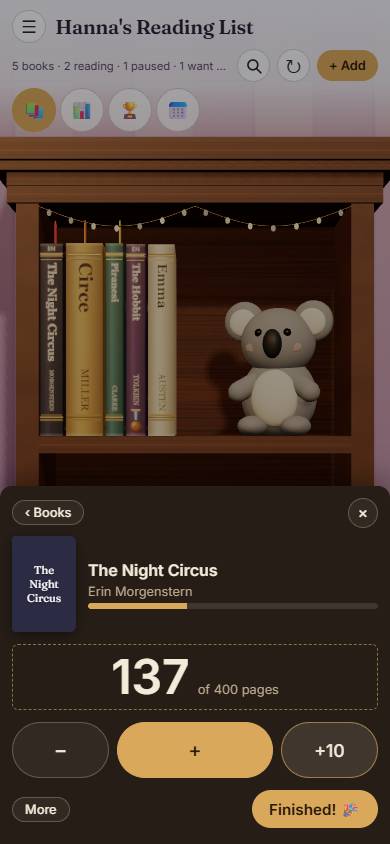 Hanna's Reading List
5 books · 2 reading · 1 paused · 1 want ...
+ Add
The Night Circus
MORGENSTERN
Circe
MILLER
Piranesi
CLARKE
The Hobbit
TOLKIEN
Emma
AUSTEN
‹ Books
×
The
Night
Circus
The Night Circus
Erin Morgenstern
137 of 400 pages
− + +10
More
Finished! 🎉